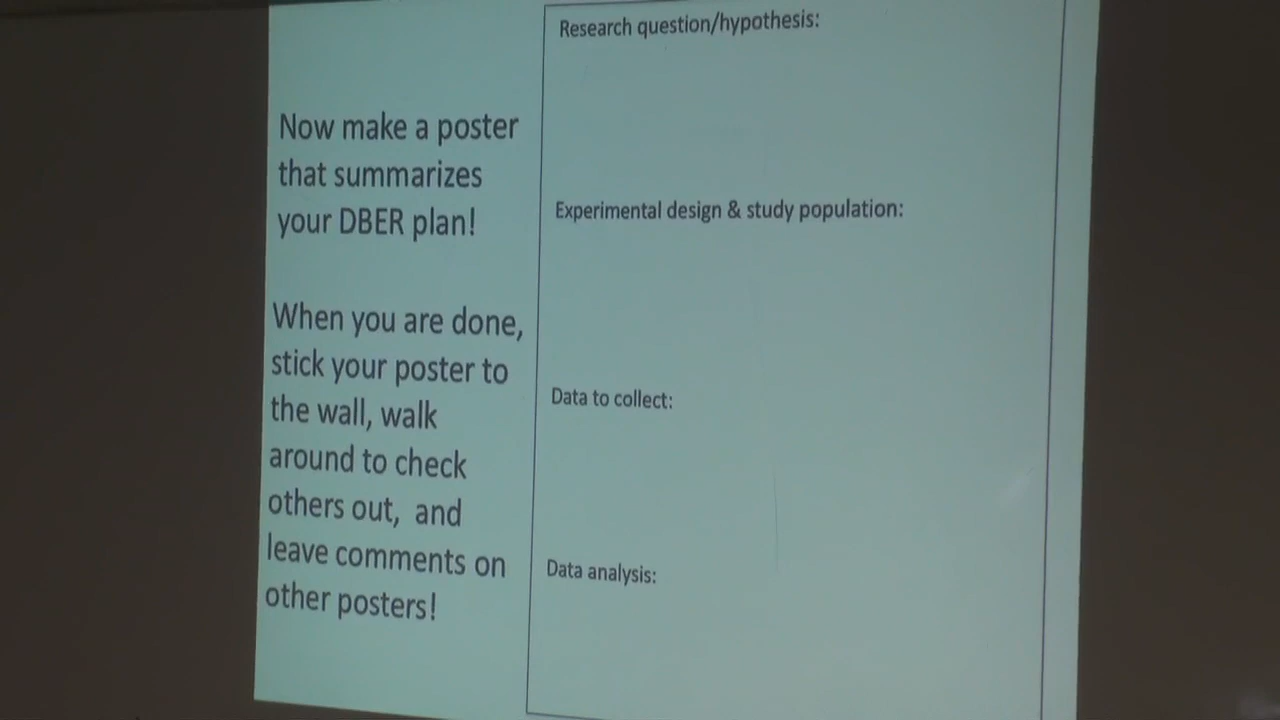 Now make a poster
that summarizes
your DBER plan!
When you are done,
stick your poster to
the wall, walk
around to check
others out, and
leave comments on
other posters!
Research question/hypothesis:
Experimental design & study population:
Data to collect:
Data analysis: